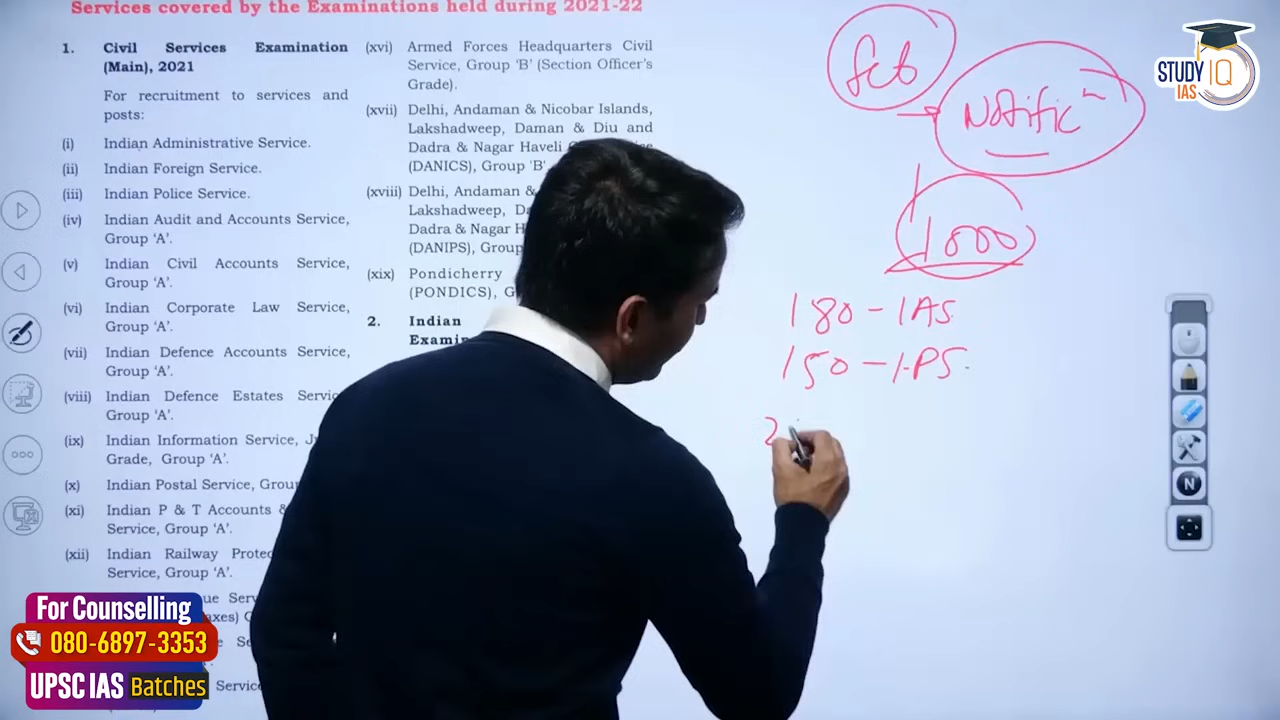 Services covered by the Examinations held during 2021-22
1. Civil Services Examination
(Main), 2021
For recruitment to services and
posts:
(i) Indian Administrative Service.
(ii) Indian Foreign Service.
(iii) Indian Police Service.
(iv) Indian Audit and Accounts Service,
Group ‘A’.
(v) Indian Civil Accounts Service,
Group ‘A’.
(vi) Indian Corporate Law Service,
Group ‘A’.
(vii) Indian Defence Accounts Service,
Group ‘A’.
(viii) Indian Defence Estates
Group ‘A’.
(ix) Indian Information Service,
Grade, Group ‘A’.
(x) Indian Postal Service,
(xi) Indian P & T Accounts &
Service, Group ‘A’.
(xii) Indian Railway
Service, Group ‘A’.
(xvi) Armed Forces Headquarters Civil
Service, Group ‘B’ (Section Officer’s
Grade).
(xvii) Delhi, Andaman & Nicobar Islands,
Lakshadweep, Daman & Diu and
Dadra & Nagar Haveli
(DANICS), Group ‘B’
(xviii) Delhi, Andaman &
Lakshadweep,
Dadra & Nagar
(DANIPS),
(xix) Pondicherry
(PONDICS),
2. Indian
Feb
Notific
1000
180 - IAS
150 - IPS
2
STUDY IQ
IAS
N
For Counselling
080-6897-3353
UPSC IAS Batches